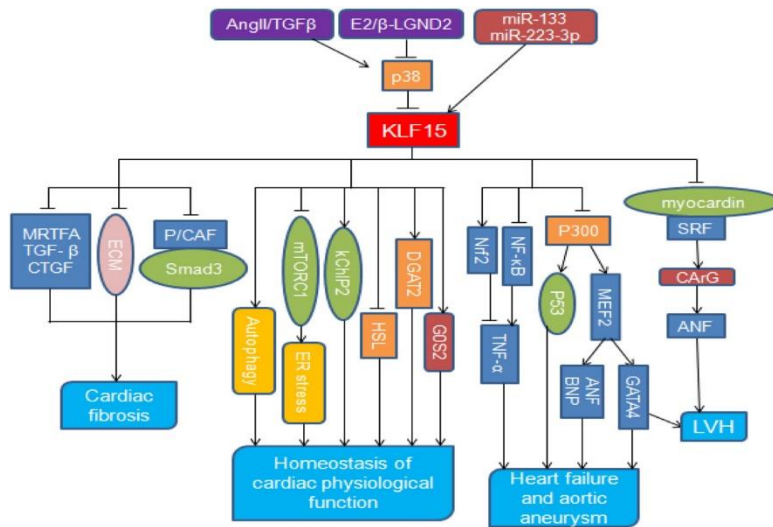 AngII/TGFβ
E2/β-LGND2
miR-133
miR-223-3p
p38
KLF15
MRTFA
TGF- β
CTGF
ECM
P/CAF
Smad3
Autophagy
mTORC1
ER stress
kChIP2
HSL
DGAT2
G0S2
Nrf2
NF-κB
TNF-α
P300
P53
MEF2
ANF
BNP
GATA4
myocardin
SRF
CArG
ANF
LVH
Cardiac
fibrosis
Homeostasis of
cardiac physiological
function
Heart failure
and aortic
aneurysm